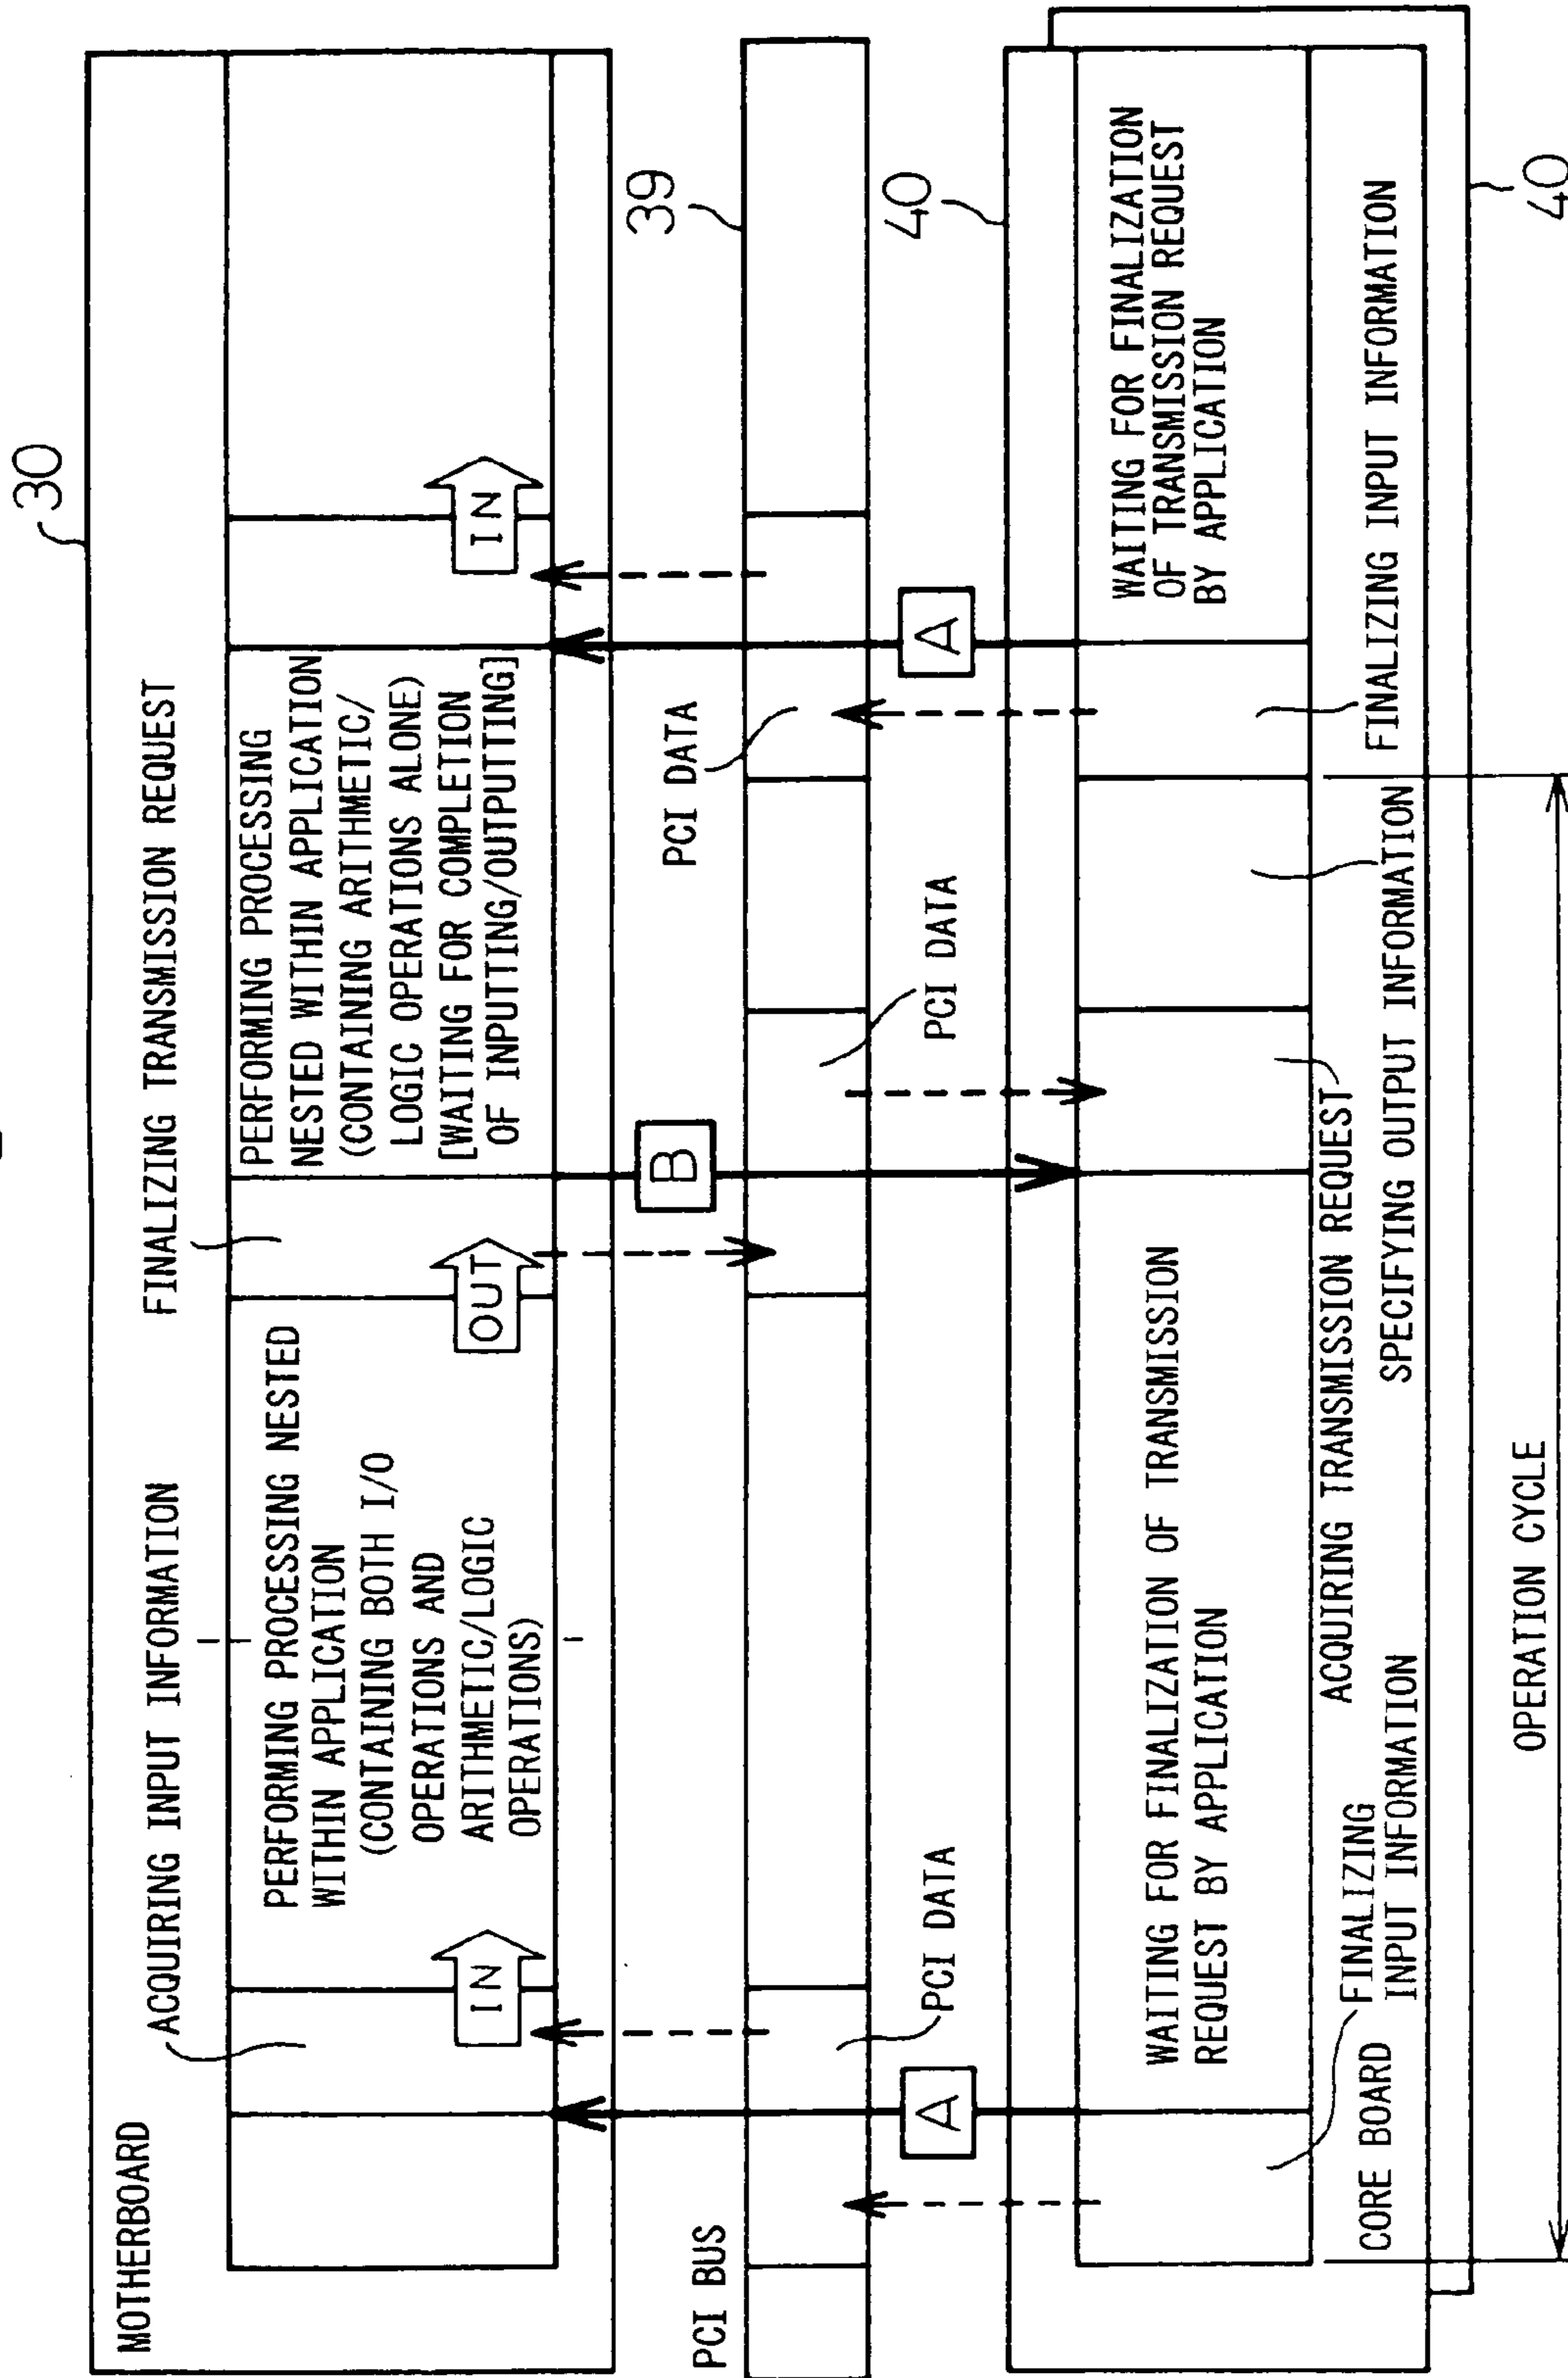 30
MOTHERBOARD
ACQUIRING INPUT INFORMATION
FINALIZING TRANSMISSION REQUEST
PERFORMING PROCESSING NESTED
WITHIN APPLICATION
(CONTAINING BOTH I/O
OPERATIONS AND
ARITHMETIC/LOGIC
OPERATIONS)
PERFORMING PROCESSING
NESTED WITHIN APPLICATION
(CONTAINING ARITHMETIC/
LOGIC OPERATIONS ALONE)
[WAITING FOR COMPLETION
OF INPUTTING/OUTPUTTING]
IN
OUT
IN
39
PCI BUS
B
PCI DATA
PCI DATA
PCI DATA
A
A
40
WAITING FOR FINALIZATION OF TRANSMISSION
REQUEST BY APPLICATION
WAITING FOR FINALIZATION
OF TRANSMISSION REQUEST
BY APPLICATION
CORE BOARD
FINALIZING
INPUT INFORMATION
ACQUIRING TRANSMISSION REQUEST
SPECIFYING OUTPUT INFORMATION
FINALIZING INPUT INFORMATION
40
OPERATION CYCLE